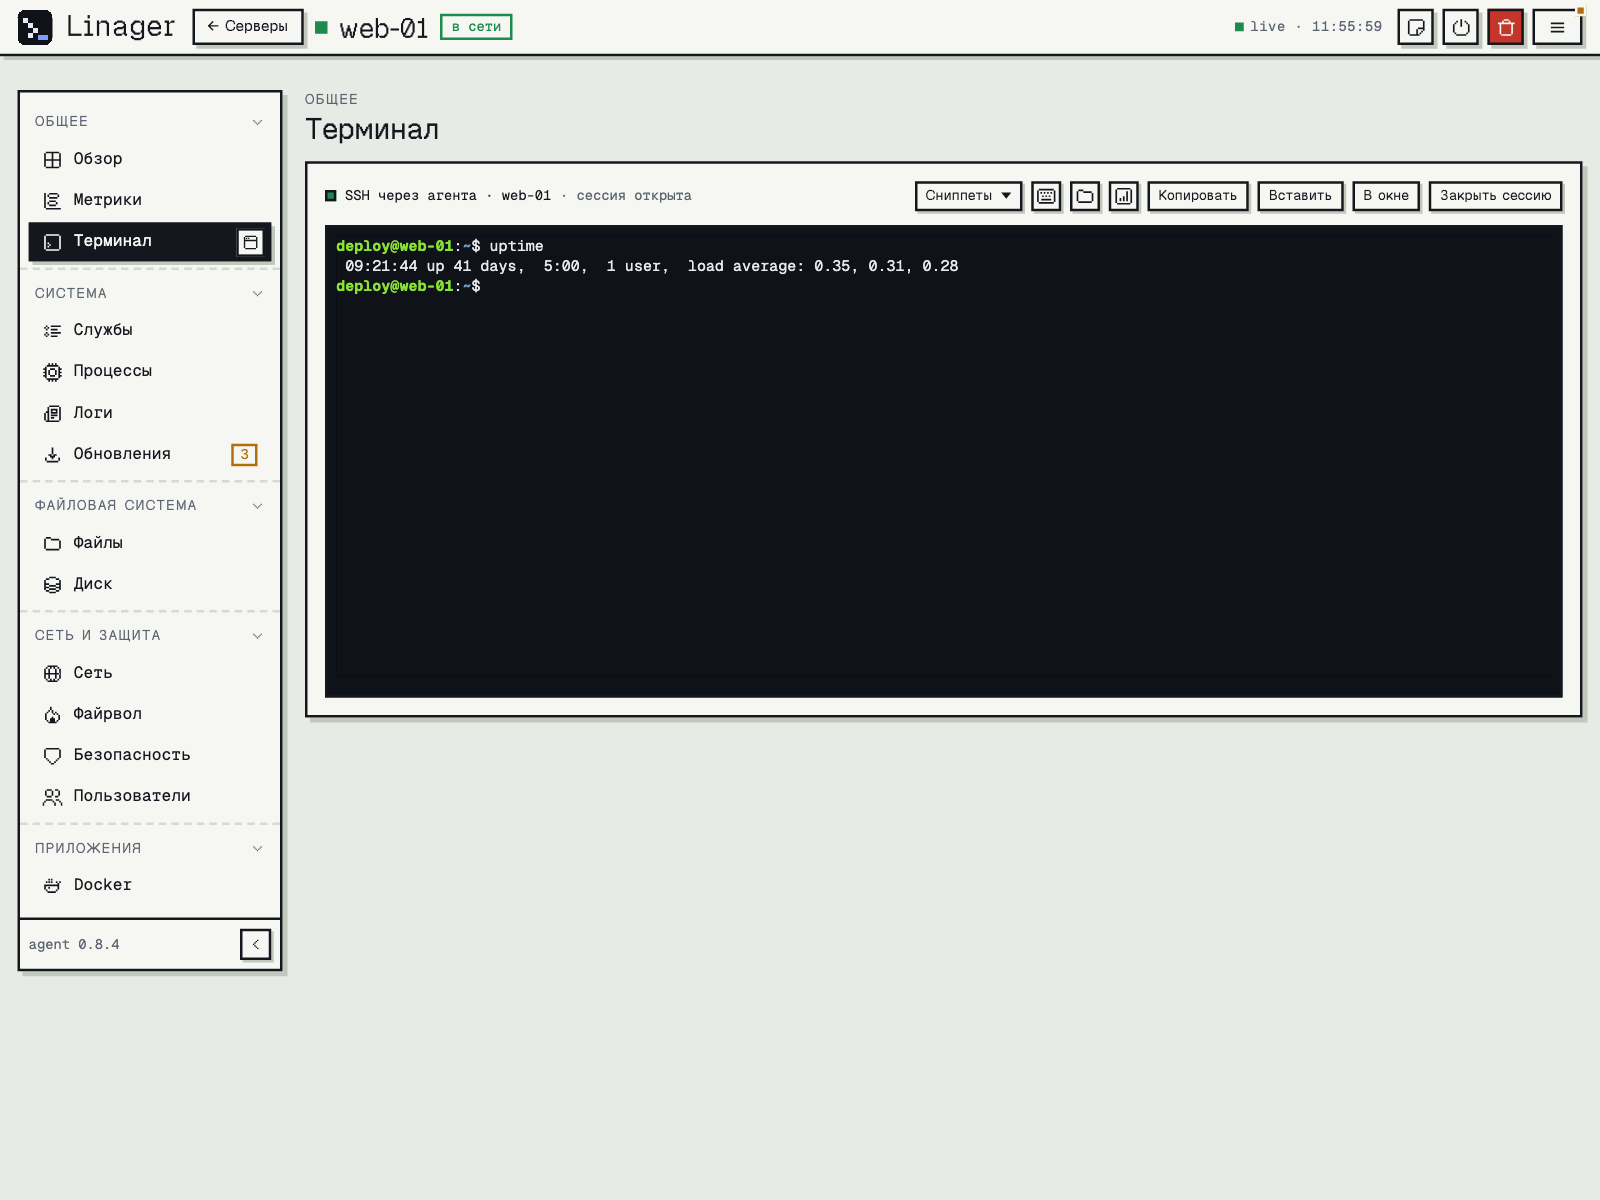 Linager
← Серверы
web-01
в сети
live · 11:55:59
ОБЩЕЕ
Обзор
Метрики
Терминал
СИСТЕМА
Службы
Процессы
Логи
Обновления
3
ФАЙЛОВАЯ СИСТЕМА
Файлы
Диск
СЕТЬ И ЗАЩИТА
Сеть
Файрвол
Безопасность
Пользователи
ПРИЛОЖЕНИЯ
Docker
agent 0.8.4
ОБЩЕЕ
Терминал
SSH через агента · web-01 · сессия открыта
Сниппеты
Копировать
Вставить
В окне
Закрыть сессию
deploy@web-01:~$ uptime
09:21:44 up 41 days,  5:00,  1 user,  load average: 0.35, 0.31, 0.28
deploy@web-01:~$